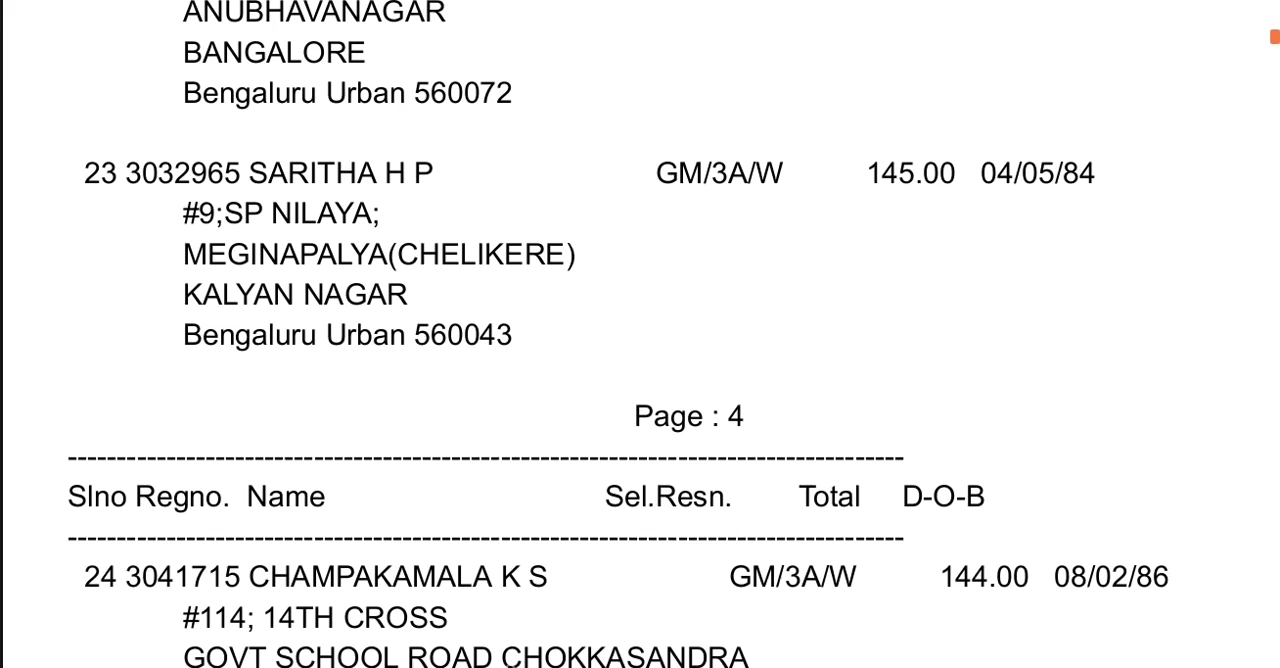 ANUBHAVANAGAR
BANGALORE
Bengaluru Urban 560072
23 3032965 SARITHA H P GM/3A/W 145.00 04/05/84
#9;SP NILAYA;
MEGINAPALYA(CHELIKERE)
KALYAN NAGAR
Bengaluru Urban 560043
Page : 4
--------------------------------------------------------------------------------------
Slno Regno. Name Sel.Resn. Total D-O-B
--------------------------------------------------------------------------------------
24 3041715 CHAMPAKAMALA K S GM/3A/W 144.00 08/02/86
#114; 14TH CROSS
GOVT SCHOOL ROAD CHOKKASANDRA